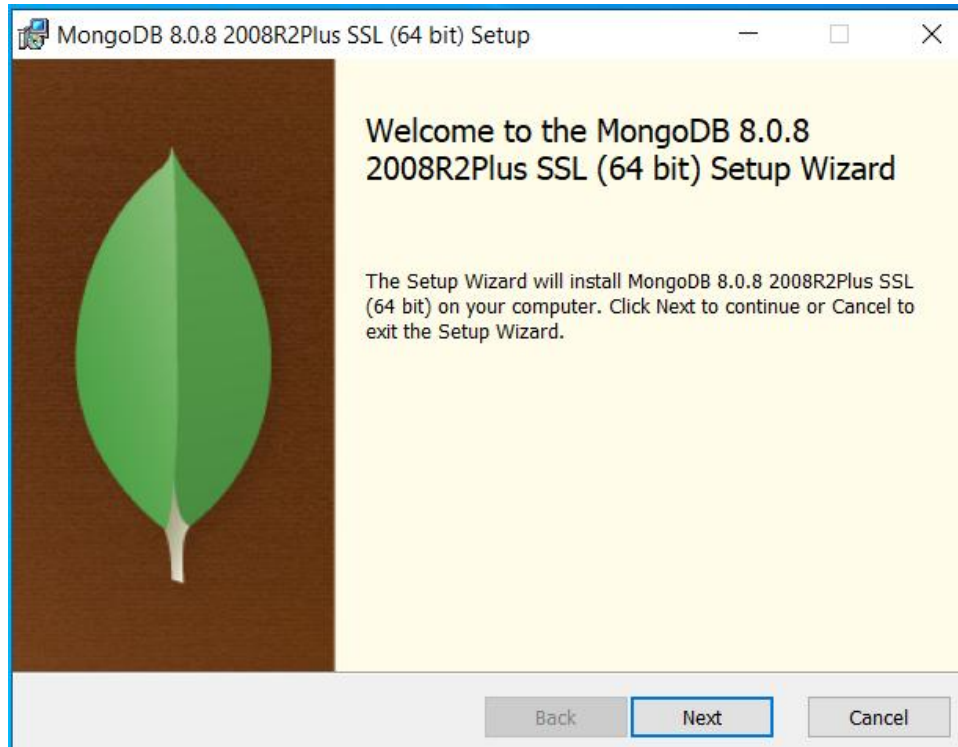 MongoDB 8.0.8 2008R2Plus SSL (64 bit) Setup
Welcome to the MongoDB 8.0.8
2008R2Plus SSL (64 bit) Setup Wizard
The Setup Wizard will install MongoDB 8.0.8 2008R2Plus SSL
(64 bit) on your computer. Click Next to continue or Cancel to
exit the Setup Wizard.
Back Next Cancel